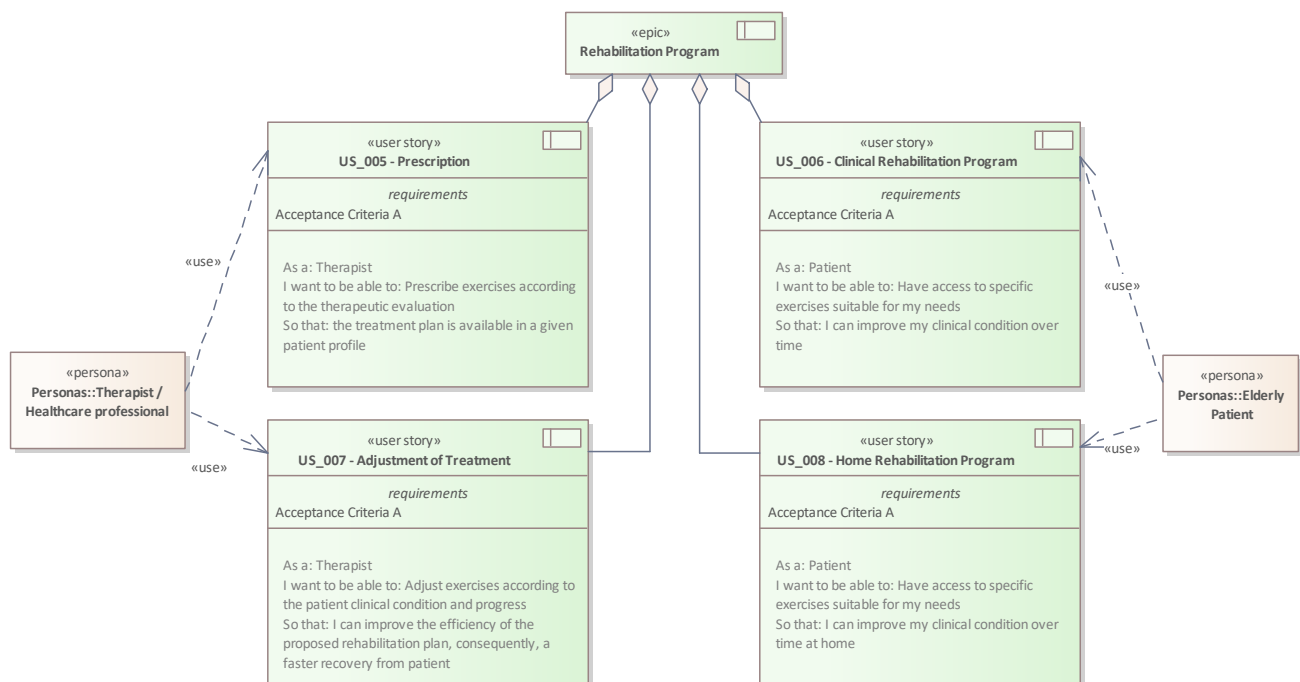 «epic»
Rehabilitation Program
«user story»
US_005 - Prescription
requirements
Acceptance Criteria A
As a: Therapist
I want to be able to: Prescribe exercises according
to the therapeutic evaluation
So that: the treatment plan is available in a given
patient profile
«user story»
US_006 - Clinical Rehabilitation Program
requirements
Acceptance Criteria A
As a: Patient
I want to be able to: Have access to specific
exercises suitable for my needs
So that: I can improve my clinical condition over
time
«use»
«use»
«persona»
Personas::Therapist /
Healthcare professional
«persona»
Personas::Elderly
Patient
«use»
«use»
«user story»
US_007 - Adjustment of Treatment
requirements
Acceptance Criteria A
As a: Therapist
I want to be able to: Adjust exercises according to
the patient clinical condition and progress
So that: I can improve the efficiency of the
proposed rehabilitation plan, consequently, a
faster recovery from patient
«user story»
US_008 - Home Rehabilitation Program
requirements
Acceptance Criteria A
As a: Patient
I want to be able to: Have access to specific
exercises suitable for my needs
So that: I can improve my clinical condition over
time at home